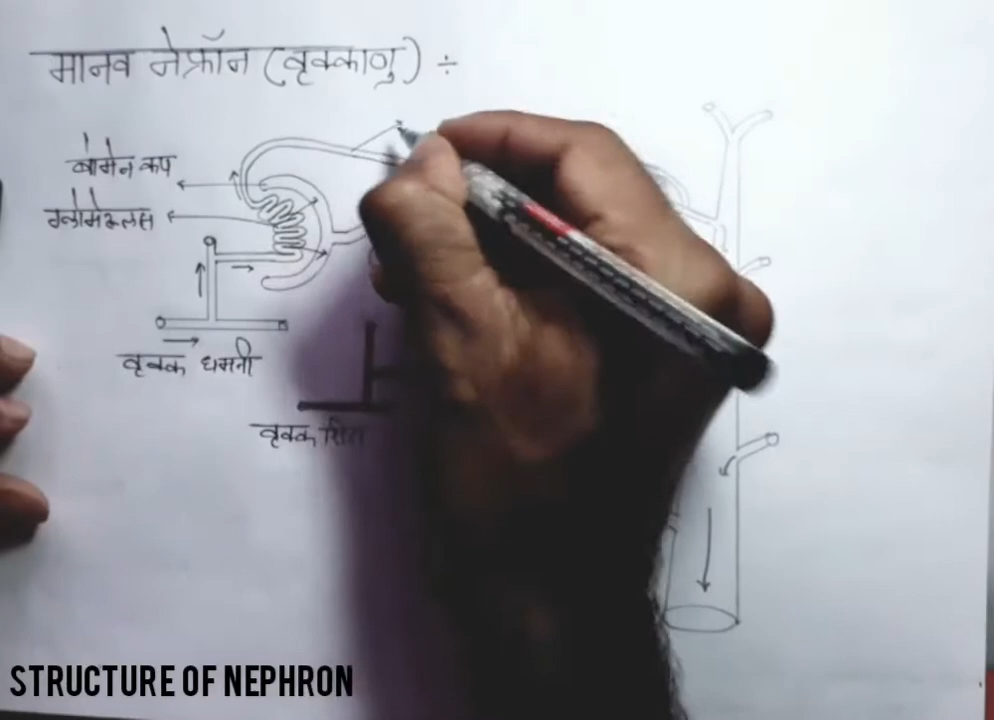 मानव नेफ्रॉन (वृक्काणु) ÷
बोमेन कप
ग्लोमेरूलस
वृक्क धमनी
वृक्क शिरा
STRUCTURE OF NEPHRON